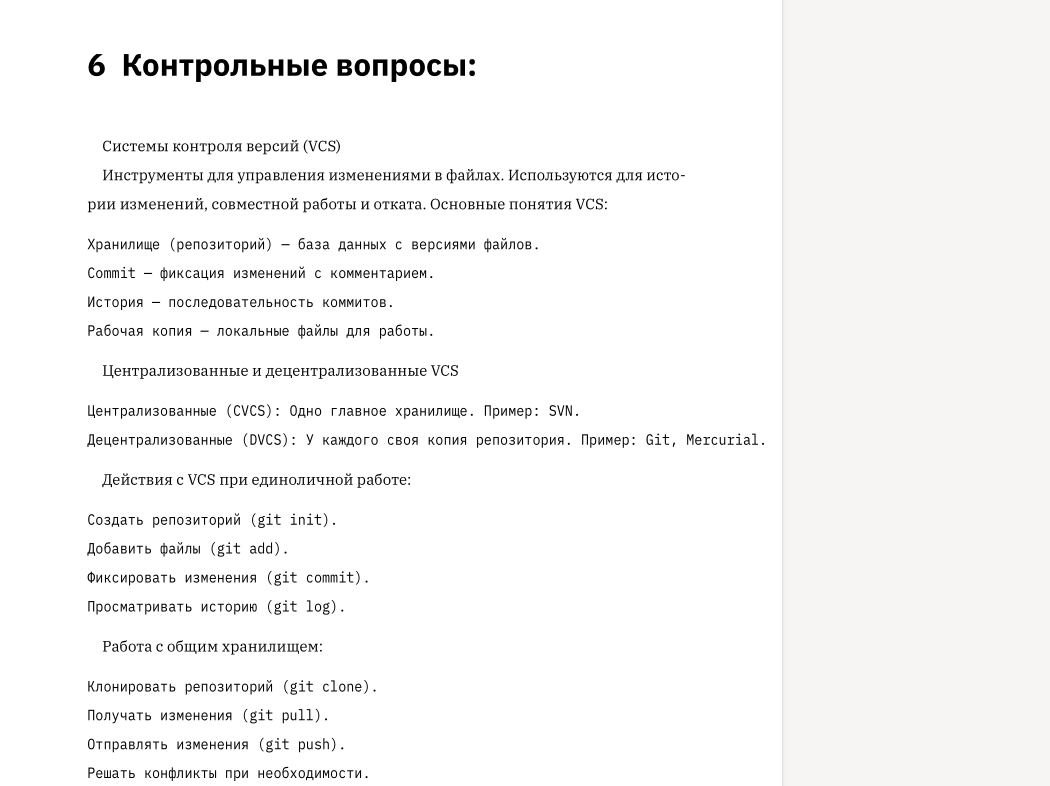 6 Контрольные вопросы:
Системы контроля версий (VCS)
Инструменты для управления изменениями в файлах. Используются для исто-
рии изменений, совместной работы и отката. Основные понятия VCS:
Хранилище (репозиторий) — база данных с версиями файлов.
Commit — фиксация изменений с комментарием.
История — последовательность коммитов.
Рабочая копия — локальные файлы для работы.
Централизованные и децентрализованные VCS
Централизованные (CVCS): Одно главное хранилище. Пример: SVN.
Децентрализованные (DVCS): У каждого своя копия репозитория. Пример: Git, Mercurial.
Действия с VCS при единоличной работе:
Создать репозиторий (git init).
Добавить файлы (git add).
Фиксировать изменения (git commit).
Просматривать историю (git log).
Работа с общим хранилищем:
Клонировать репозиторий (git clone).
Получать изменения (git pull).
Отправлять изменения (git push).
Решать конфликты при необходимости.